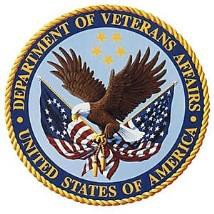 DEPARTMENT OF VETERANS AFFAIRS
UNITED STATES OF AMERICA